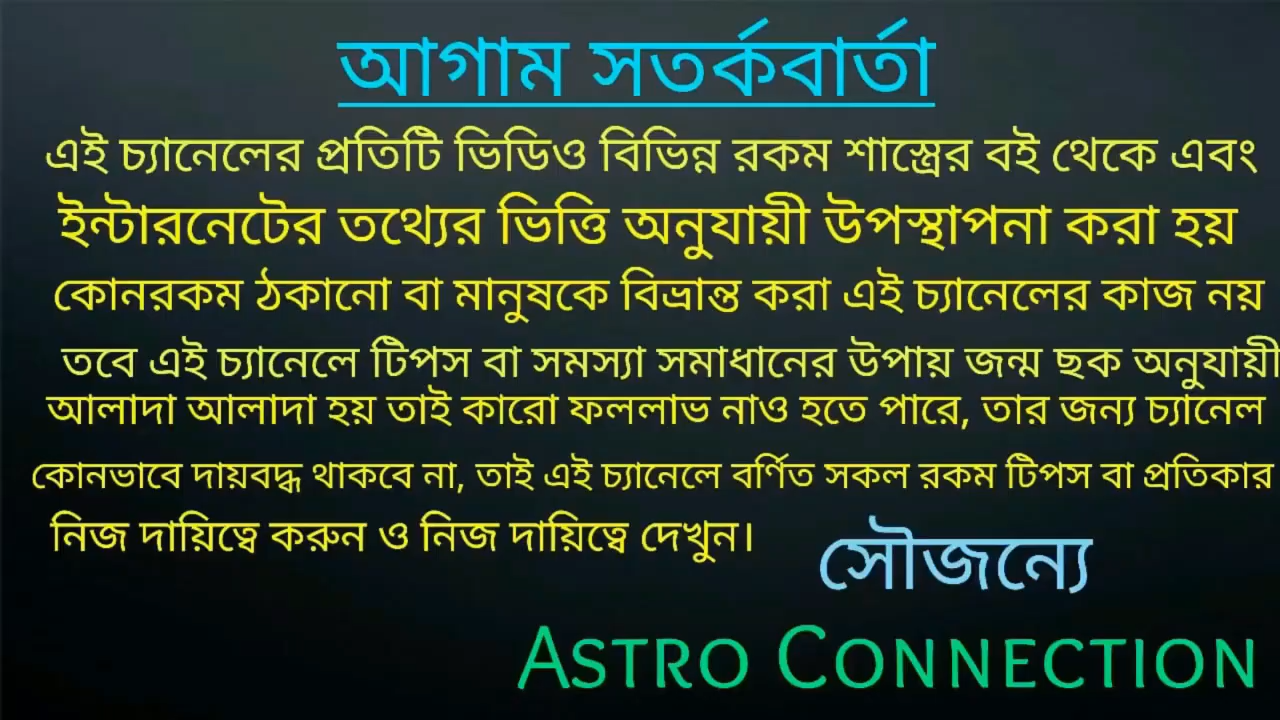 আগাম সতর্কবার্তা
এই চ্যানেলের প্রতিটি ভিডিও বিভিন্ন রকম শাস্ত্রের বই থেকে এবং
ইন্টারনেটের তথ্যের ভিত্তি অনুযায়ী উপস্থাপনা করা হয়
কোনরকম ঠকানো বা মানুষকে বিভ্রান্ত করা এই চ্যানেলের কাজ নয়
তবে এই চ্যানেলে টিপস বা সমস্যা সমাধানের উপায় জন্ম ছক অনুযায়ী
আলাদা আলাদা হয় তাই কারো ফললাভ নাও হতে পারে, তার জন্য চ্যানেল
কোনভাবে দায়বদ্ধ থাকবে না, তাই এই চ্যানেলে বর্ণিত সকল রকম টিপস বা প্রতিকার
নিজ দায়িত্বে করুন ও নিজ দায়িত্বে দেখুন।
সৌজন্যে
ASTRO CONNECTION